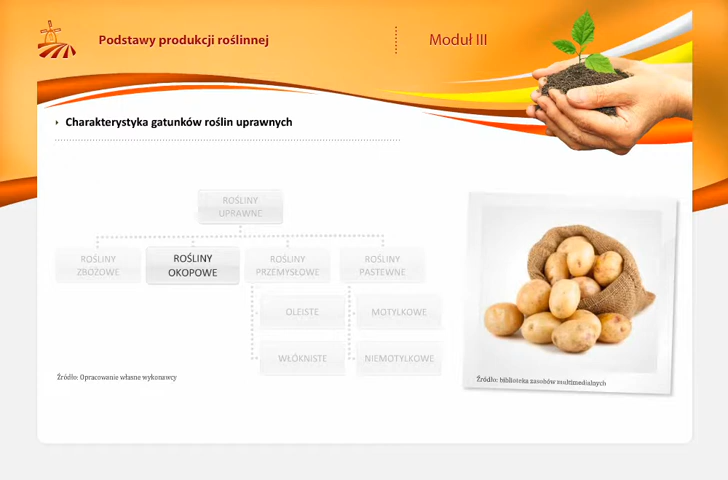 Podstawy produkcji roślinnej
Moduł III
Charakterystyka gatunków roślin uprawnych
ROŚLINY
UPRAWNE
ROŚLINY
ZBOŻOWE
ROŚLINY
OKOPOWE
ROŚLINY
PRZEMYSŁOWE
ROŚLINY
PASTEWNE
OLEISTE
MOTYLKOWE
WŁÓKNISTE
NIEMOTYLKOWE
Źródło: Opracowanie własne wykonawcy
Źródło: biblioteka zasobów multimedialnych